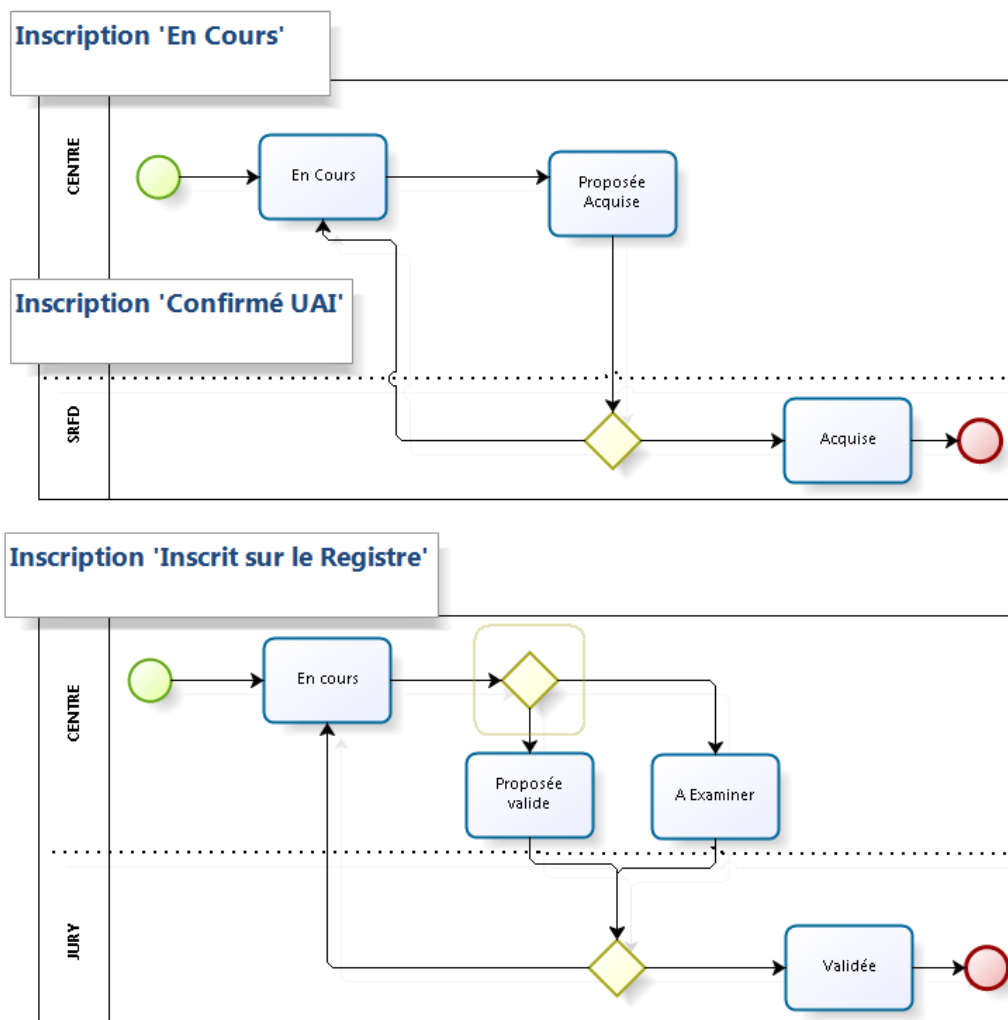 Inscription 'En Cours'
CENTRE
En Cours
Proposée
Acquise
Inscription 'Confirmé UAI'
SRFD
Acquise
Inscription 'Inscrit sur le Registre'
CENTRE
En cours
Proposée
valide
A Examiner
JURY
Validée